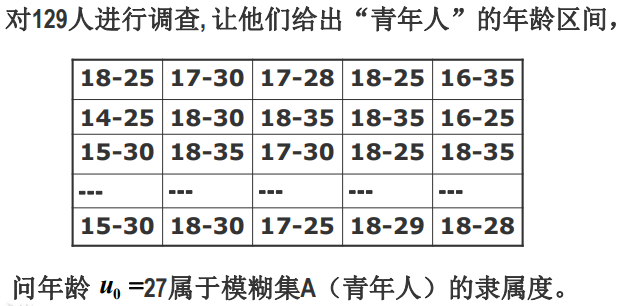 对129人进行调查, 让他们给出“青年人”的年龄区间，
18-25 17-30 17-28 18-25 16-35
14-25 18-30 18-35 18-35 16-25
15-30 18-35 17-30 18-25 18-35
--- --- --- --- ---
15-30 18-30 17-25 18-29 18-28
问年龄 u₀ =27属于模糊集A（青年人）的隶属度。